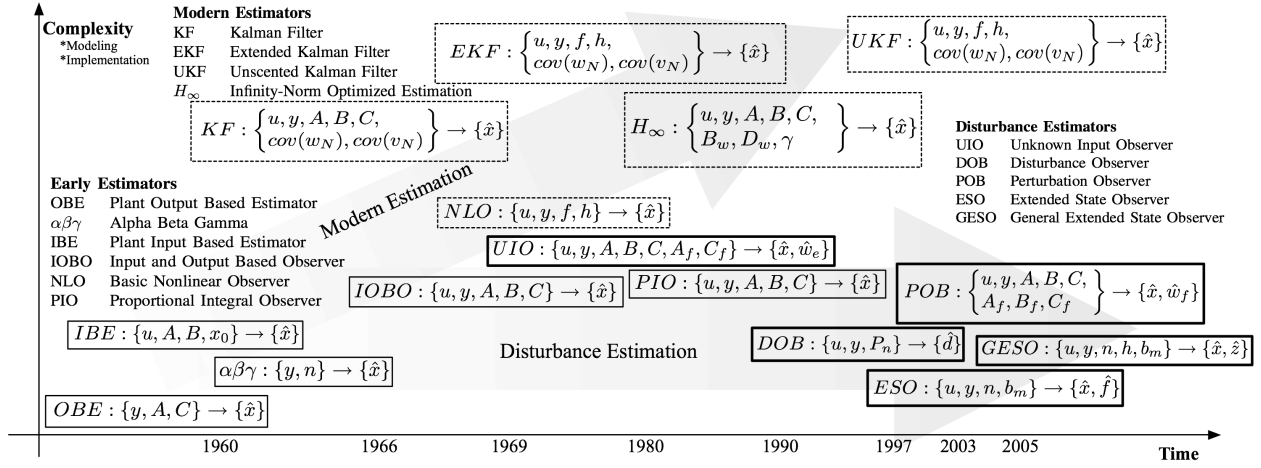 Complexity
*Modeling
*Implementation
Modern Estimators
KF Kalman Filter
EKF Extended Kalman Filter
UKF Unscented Kalman Filter
H∞ Infinity-Norm Optimized Estimation
EKF : {u, y, f, h,
cov(w_N), cov(v_N)} → {x̂}
UKF : {u, y, f, h,
cov(w_N), cov(v_N)} → {x̂}
KF : {u, y, A, B, C,
cov(w_N), cov(v_N)} → {x̂}
H∞ : {u, y, A, B, C,
B_w, D_w, γ} → {x̂}
Disturbance Estimators
UIO Unknown Input Observer
DOB Disturbance Observer
POB Perturbation Observer
ESO Extended State Observer
GESO General Extended State Observer
Early Estimators
OBE Plant Output Based Estimator
αβγ Alpha Beta Gamma
IBE Plant Input Based Estimator
IOBO Input and Output Based Observer
NLO Basic Nonlinear Observer
PIO Proportional Integral Observer
Modern Estimation
NLO : {u, y, f, h} → {x̂}
UIO : {u, y, A, B, C, A_f, C_f} → {x̂, ŵ_e}
IOBO : {u, y, A, B, C} → {x̂}
PIO : {u, y, A, B, C} → {x̂}
POB : {u, y, A, B, C,
A_f, B_f, C_f} → {x̂, ŵ_f}
IBE : {u, A, B, x_0} → {x̂}
Disturbance Estimation
DOB : {u, y, P_n} → {d̂}
GESO : {u, y, n, h, b_m} → {x̂, ẑ}
αβγ : {y, n} → {x̂}
ESO : {u, y, n, b_m} → {x̂, f̂}
OBE : {y, A, C} → {x̂}
1960 1966 1969 1980 1990 1997 2003 2005
Time